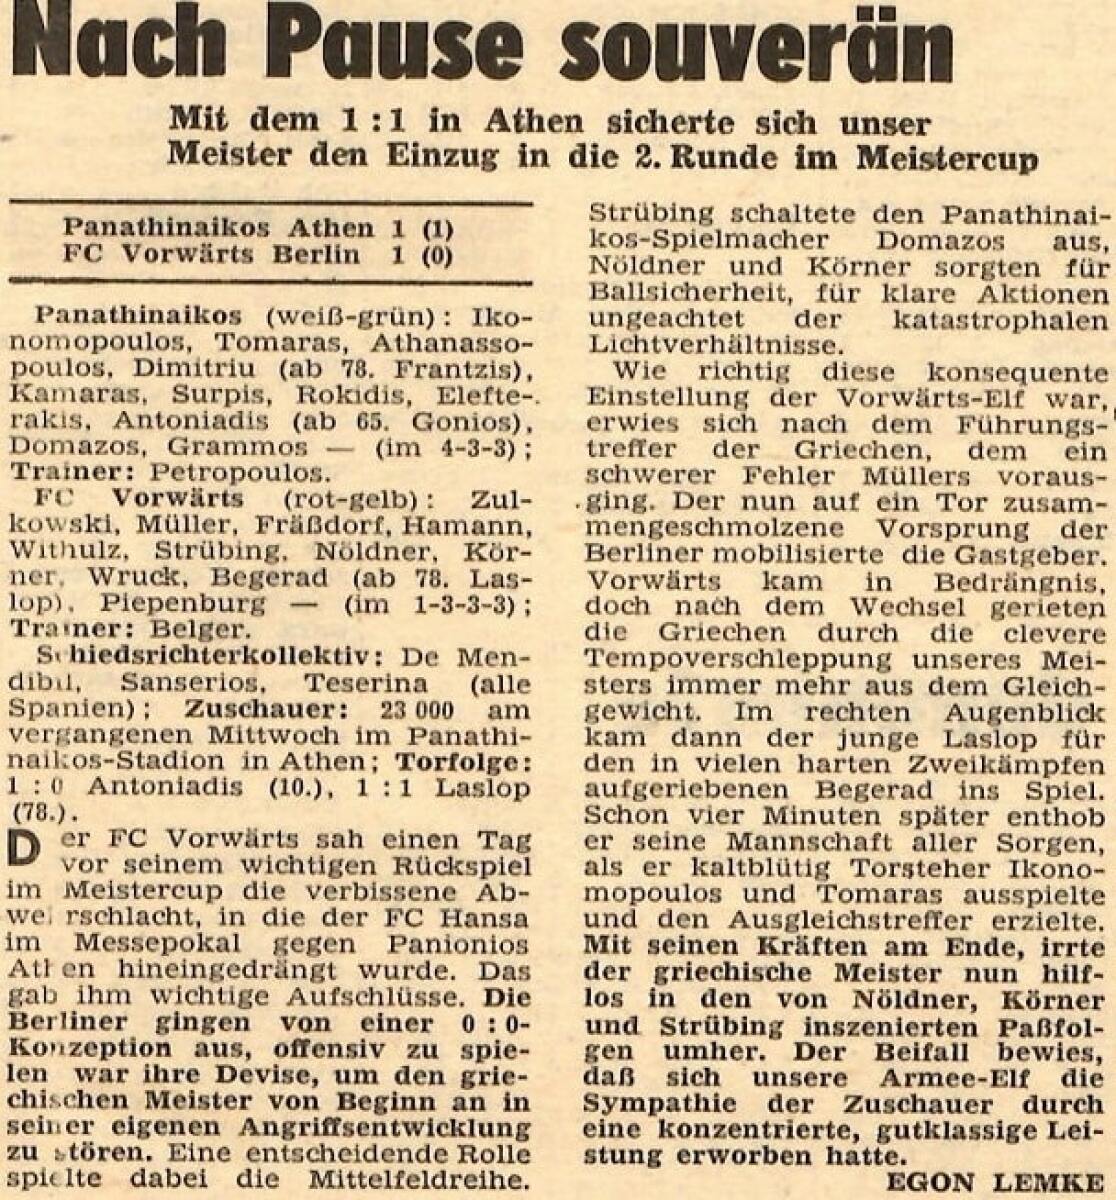 Nach Pause souverän
Mit dem 1 : 1 in Athen sicherte sich unser
Meister den Einzug in die 2. Runde im Meistercup
Panathinaikos Athen 1 (1)
FC Vorwärts Berlin 1 (0)
Panathinaikos (weiß-grün): Iko-
nomopoulos, Tomaras, Athanasso-
poulos, Dimitriu (ab 78. Frantzis),
Kamaras, Surpis, Rokidis, Elefte-
rakis, Antoniadis (ab 65. Gonios),
Domazos, Grammos — (im 4-3-3);
Trainer: Petropoulos.
FC Vorwärts (rot-gelb): Zul-
kowski, Müller, Fräßdorf, Hamann,
Withulz, Strübing, Nöldner, Kör-
ner, Wruck, Begerad (ab 78. Las-
lop), Piepenburg — (im 1-3-3-3);
Trainer: Belger.
Schiedsrichterkollektiv: De Men-
dibil, Sanserios, Teserina (alle
Spanien); Zuschauer: 23 000 am
vergangenen Mittwoch im Panathi-
naikos-Stadion in Athen; Torfolge:
1 : 0 Antoniadis (10.), 1 : 1 Laslop
(78.).
Der FC Vorwärts sah einen Tag
vor seinem wichtigen Rückspiel
im Meistercup die verbissene Ab-
wehrschlacht, in die der FC Hansa
im Messepokal gegen Panionios
Athen hineingedrängt wurde. Das
gab ihm wichtige Aufschlüsse. Die
Berliner gingen von einer 0 : 0-
Konzeption aus, offensiv zu spie-
len war ihre Devise, um den grie-
chischen Meister von Beginn an in
seiner eigenen Angriffsentwicklung
zu stören. Eine entscheidende Rolle
spielte dabei die Mittelfeldreihe.
Strübing schaltete den Panathinai-
kos-Spielmacher Domazos aus,
Nöldner und Körner sorgten für
Ballsicherheit, für klare Aktionen
ungeachtet der katastrophalen
Lichtverhältnisse.
Wie richtig diese konsequente
Einstellung der Vorwärts-Elf war,
erwies sich nach dem Führungs-
treffer der Griechen, dem ein
schwerer Fehler Müllers voraus-
ging. Der nun auf ein Tor zusam-
mengeschmolzene Vorsprung der
Berliner mobilisierte die Gastgeber.
Vorwärts kam in Bedrängnis,
doch nach dem Wechsel gerieten
die Griechen durch die clevere
Tempoverschleppung unseres Mei-
sters immer mehr aus dem Gleich-
gewicht. Im rechten Augenblick
kam dann der junge Laslop für
den in vielen harten Zweikämpfen
aufgeriebenen Begerad ins Spiel.
Schon vier Minuten später enthob
er seine Mannschaft aller Sorgen,
als er kaltblütig Torsteher Ikono-
mopoulos und Tomaras ausspielte
und den Ausgleichstreffer erzielte.
Mit seinen Kräften am Ende, irrte
der griechische Meister nun hilf-
los in den von Nöldner, Körner
und Strübing inszenierten Paßfol-
gen umher. Der Beifall bewies,
daß sich unsere Armee-Elf die
Sympathie der Zuschauer durch
eine konzentrierte, gutklassige Lei-
stung erworben hatte.
EGON LEMKE